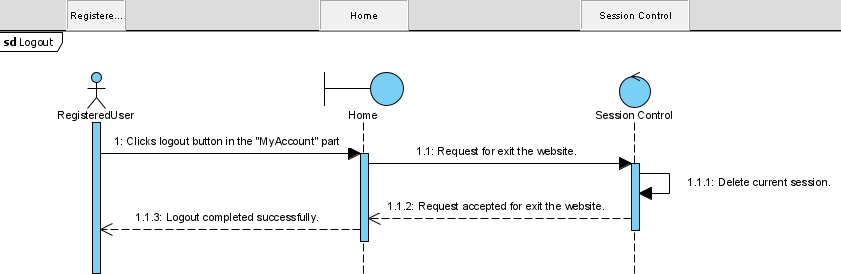 Registere...
Home
Session Control
sd Logout
RegisteredUser
Home
Session Control
1: Clicks logout button in the "MyAccount" part
1.1: Request for exit the website.
1.1.1: Delete current session.
1.1.2: Request accepted for exit the website.
1.1.3: Logout completed successfully.